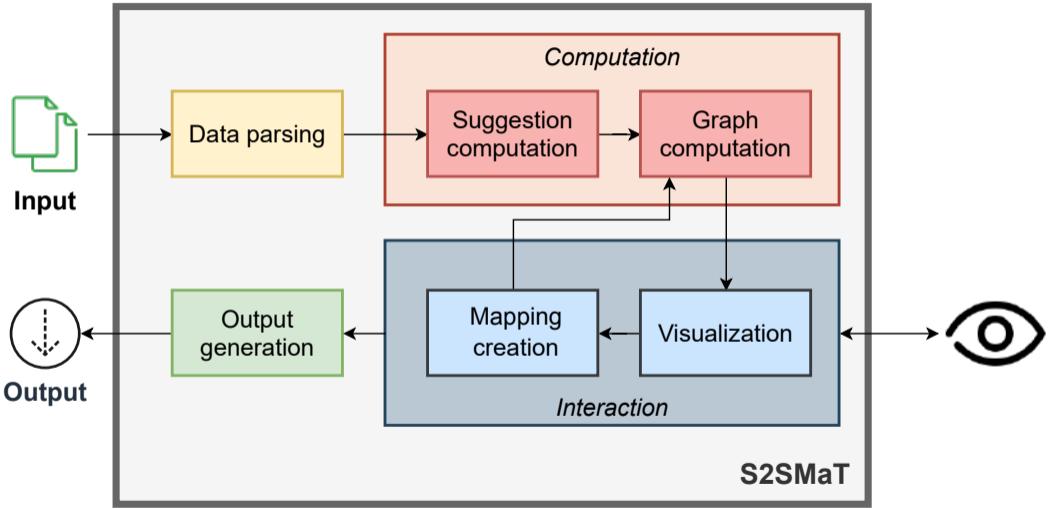 Computation
Input
Data parsing
Suggestion
computation
Graph
computation
Output
Output
generation
Mapping
creation
Visualization
Interaction
S2SMaT